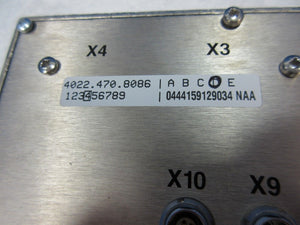 X4 X3
4022.470.8086 | A B C D E
123456789 | 0444159129034 NAA
X10 X9